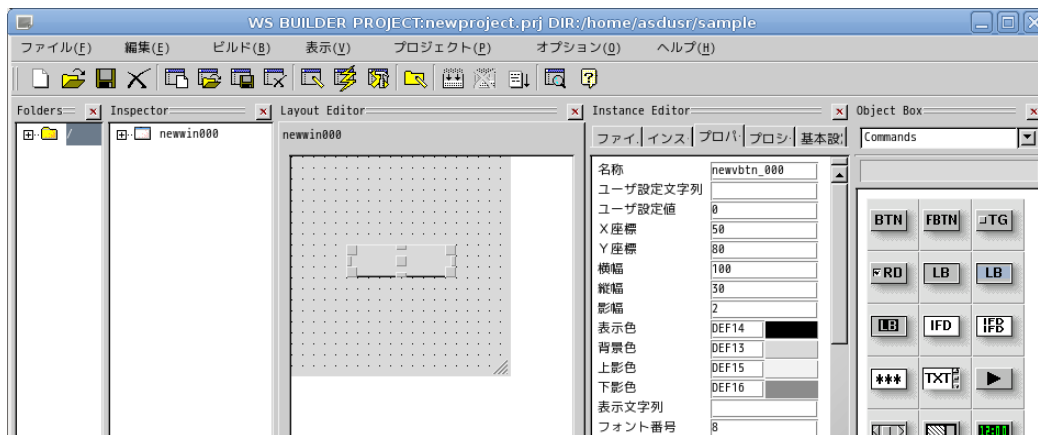 WS BUILDER PROJECT:newproject.prj DIR:/home/asdusr/sample
ファイル(F) 編集(E) ビルド(B) 表示(V) プロジェクト(P) オプション(O) ヘルプ(H)
Folders Inspector Layout Editor Instance Editor Object Box
/ newwin000 newwin000 ファイ. インス プロパ プロシ 基本設 Commands
名称 newvbtn_000
ユーザ設定文字列
ユーザ設定値 0
X座標 50
Y座標 80
横幅 100
縦幅 30
影幅 2
表示色 DEF14
背景色 DEF13
上影色 DEF15
下影色 DEF16
表示文字列
フォント番号 8
BTN FBTN TG
RD LB LB
LB IFD IFD IFD
*** TXT
12:00